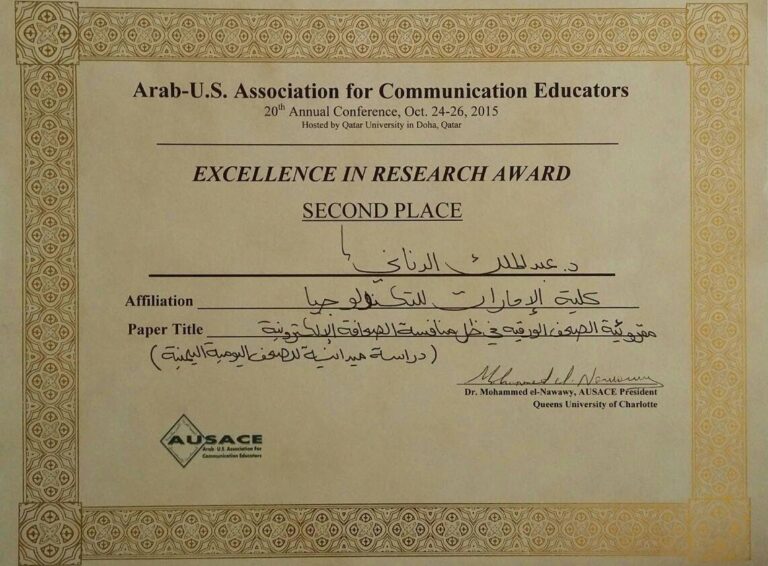 Arab-U.S. Association for Communication Educators
20th Annual Conference, Oct. 24-26, 2015
Hosted by Qatar University in Doha, Qatar
EXCELLENCE IN RESEARCH AWARD
SECOND PLACE
د. عبدالملك الدناني
Affiliation كلية الإمارات للتكنولوجيا
Paper Title مقروئية الصحف الورقية في ظل منافسة الصحافة الإلكترونية
(دراسة ميدانية للصحف اليومية اليمنية)
Mohammed el-Nawawy
Dr. Mohammed el-Nawawy, AUSACE President
Queens University of Charlotte
AUSACE
Arab U.S. Association For
Communication Educators